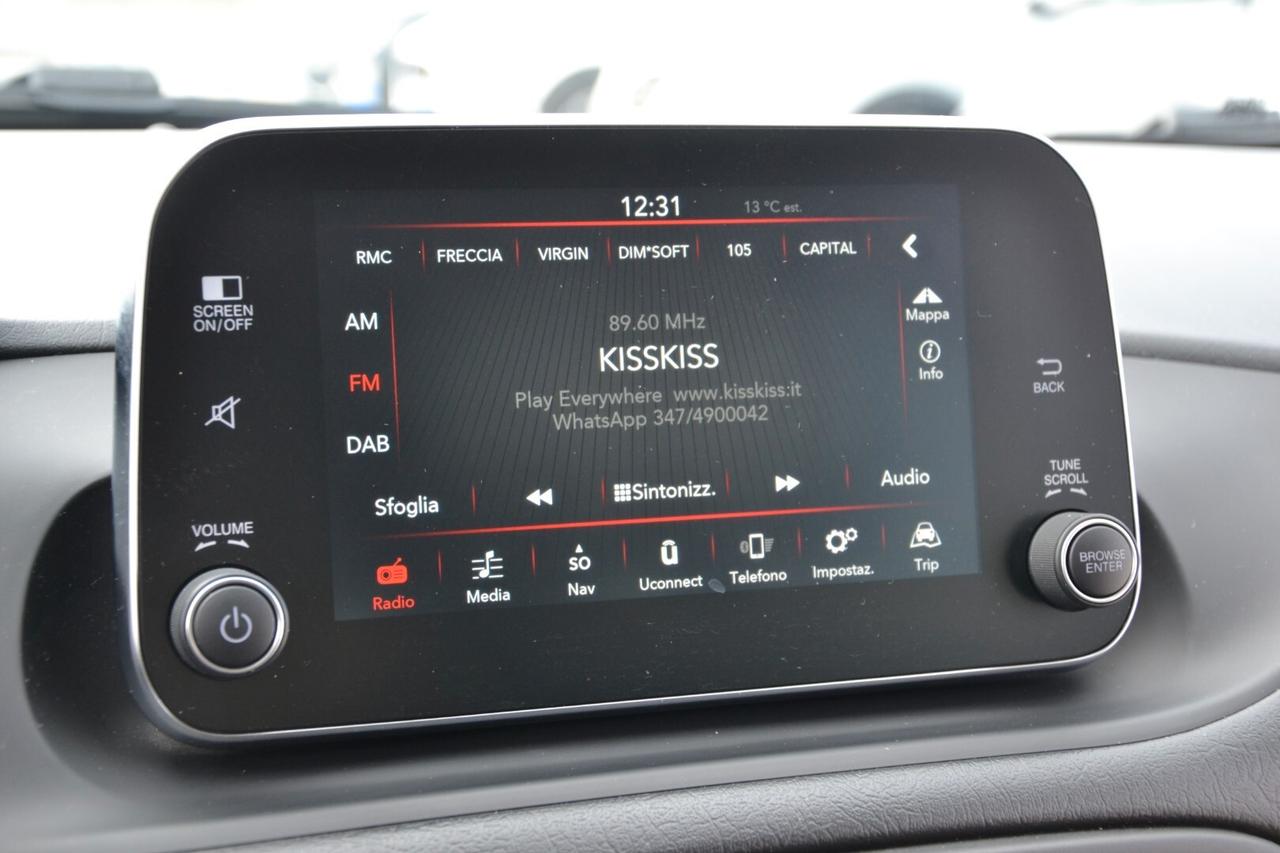 12:31 13 °C est.
RMC FRECCIA VIRGIN DIM*SOFT 105 CAPITAL
SCREEN
ON/OFF
AM
FM
DAB
89.60 MHz
KISSKISS
Play Everywhere www.kisskiss.it
WhatsApp 347/4900042
Mappa
Info
BACK
TUNE
SCROLL
Sfoglia Sintonizz. Audio
VOLUME
SO
Radio Media Nav Uconnect Telefono Impostaz. Trip
BROWSE
ENTER